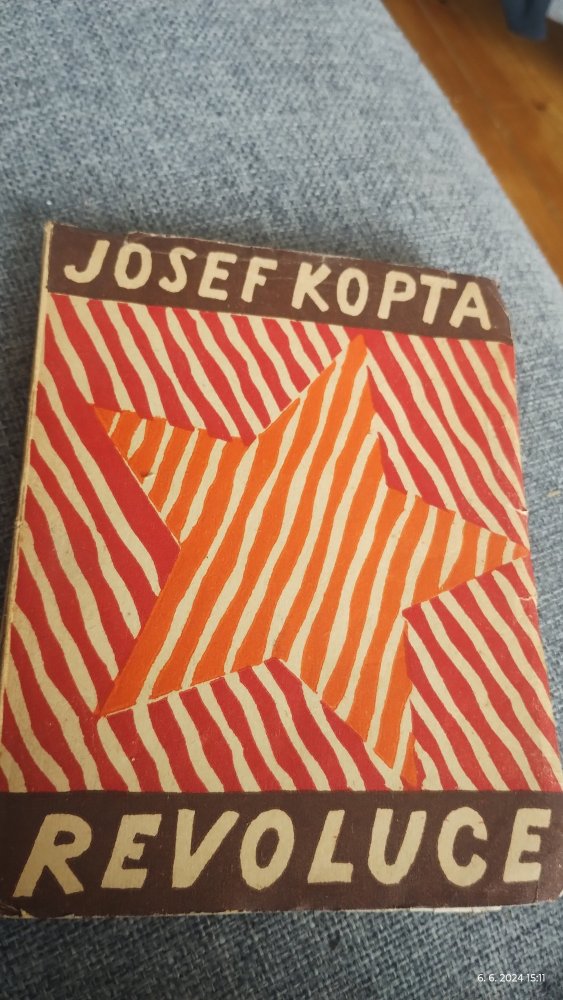 JOSEF KOPTA
REVOLUCE
6. 6. 2024 15:11